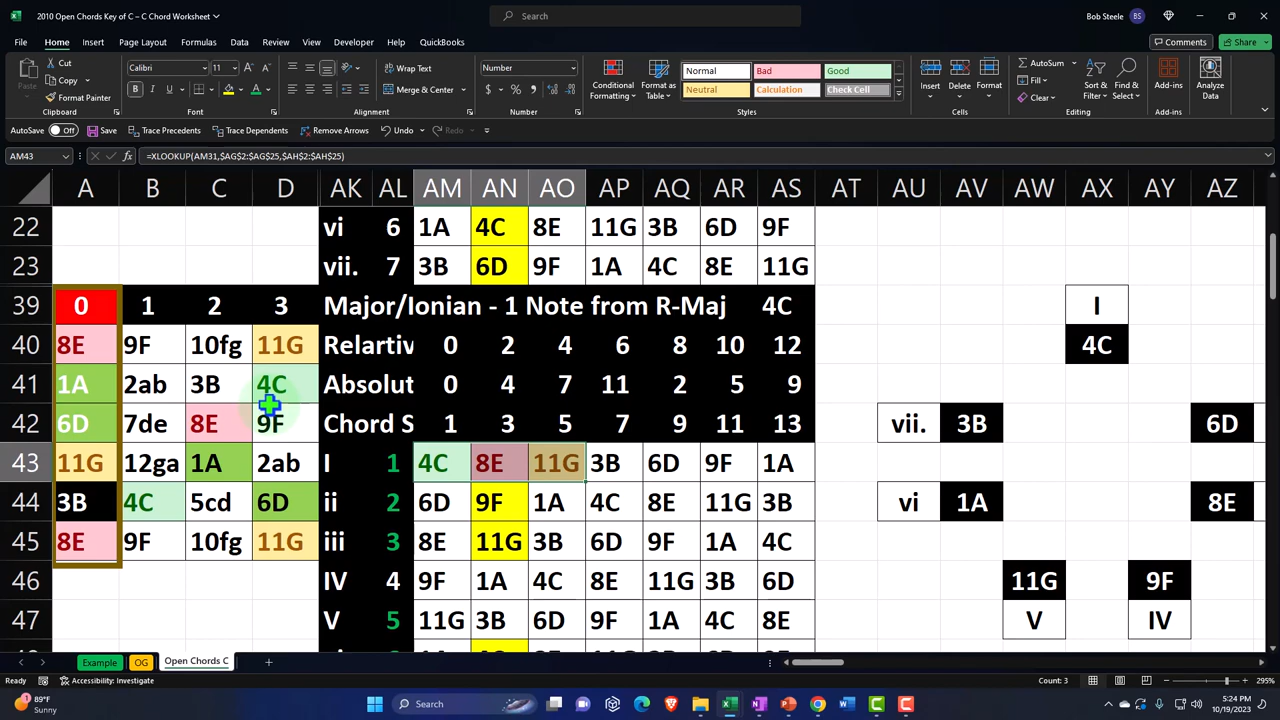 2010 Open Chords Key of C ~ C Chord Worksheet
Search
Bob Steele BS
File Home Insert Page Layout Formulas Data Review View Developer Automate Help QuickBooks
Comments Share
Paste Cut Copy Format Painter
Clipboard
Calibri 11
Font
Wrap Text
Merge & Center
Alignment
Number
Number
Conditional Formatting Format as Table
Normal Bad Good
Neutral Calculation Check Cell
Styles
Insert Delete Format
Cells
AutoSum Fill Clear
Sort & Filter Find & Select
Editing
Add-ins
Add-ins
Analyze Data
AutoSave Off Save Trace Precedents Trace Dependents Remove Arrows Undo Redo
AM43 fx =XLOOKUP(AM31,$AG$2:$AG$25,$AH$2:$AH$25)
A B C D AK AL AM AN AO AP AQ AR AS AT AU AV AW AX AY AZ
22 vi 6 1A 4C 8E 11G 3B 6D 9F
23 vii. 7 3B 6D 9F 1A 4C 8E 11G
39 0 1 2 3 Major/Ionian - 1 Note from R-Maj 4C I
40 8E 9F 10fg 11G Relartiv 0 2 4 6 8 10 12 4C
41 1A 2ab 3B 4C Absolut 0 4 7 11 2 5 9
42 6D 7de 8E 9F Chord S 1 3 5 7 9 11 13 vii. 3B 6D
43 11G 12ga 1A 2ab I 1 4C 8E 11G 3B 6D 9F 1A
44 3B 4C 5cd 6D ii 2 6D 9F 1A 4C 8E 11G 3B vi 1A 8E
45 8E 9F 10fg 11G iii 3 8E 11G 3B 6D 9F 1A 4C
46 IV 4 9F 1A 4C 8E 11G 3B 6D 11G 9F
47 V 5 11G 3B 6D 9F 1A 4C 8E V IV
Example OG Open Chords C
Ready Accessibility: Investigate Count: 3 295%
89°F
Sunny
Search
5:24 PM
10/19/2023